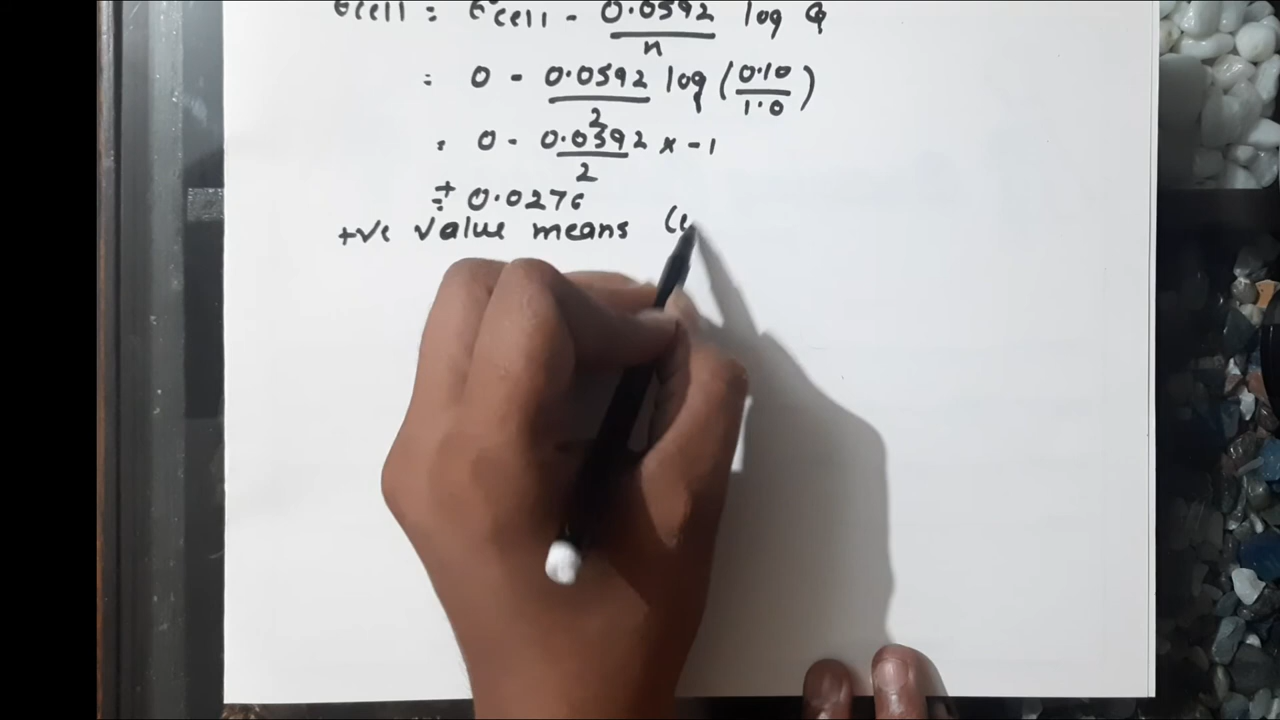 Ecell = E°cell - 0.0592/n log Q
= 0 - 0.0592/2 log (0.10/1.0)
= 0 - 0.0592/2 x -1
= + 0.0276
+ve value means (e